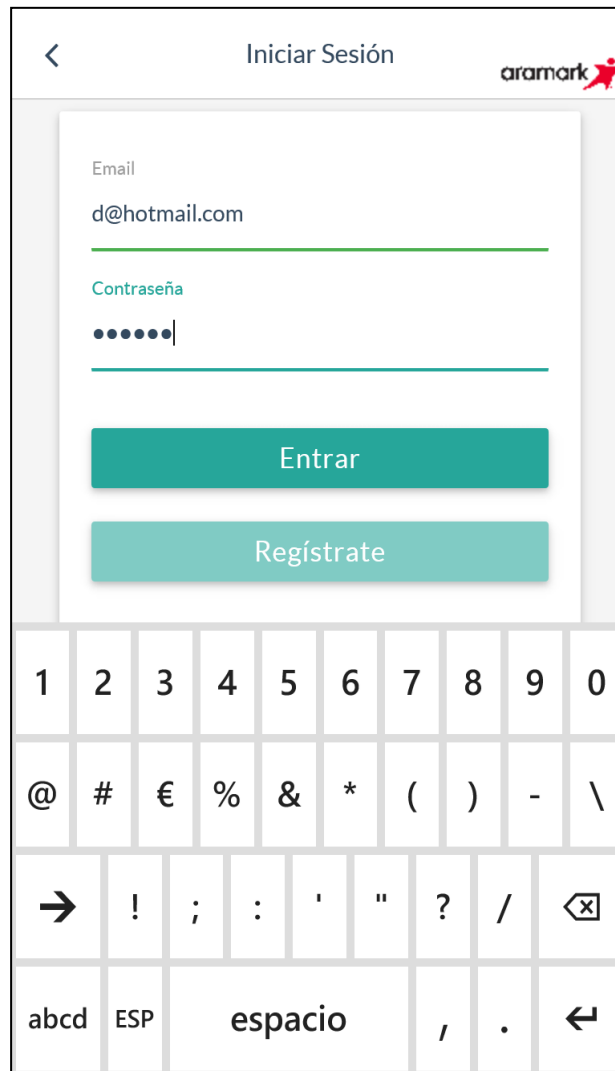 Iniciar Sesión
aramark
Email
d@hotmail.com
Contraseña
••••••
Entrar
Regístrate
1 2 3 4 5 6 7 8 9 0
@ # € % & * ( ) - \
→ ! ; : ' " ? /
abcd ESP espacio , .